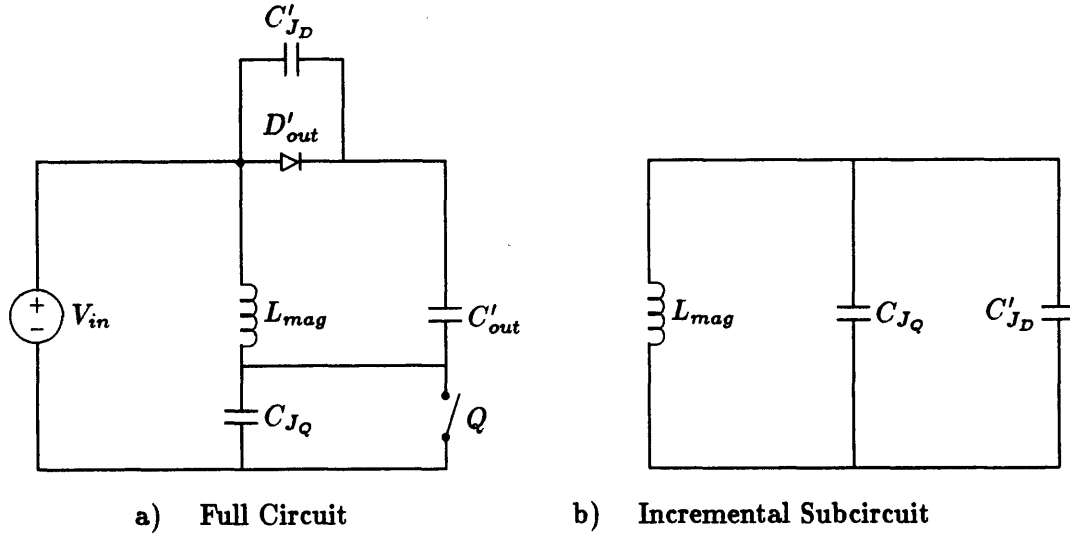 C'_{J_D}
D'_{out}
+
−
V_{in}
L_{mag}
C'_{out}
C_{J_Q}
Q
L_{mag}
C_{J_Q}
C'_{J_D}
a) Full Circuit
b) Incremental Subcircuit